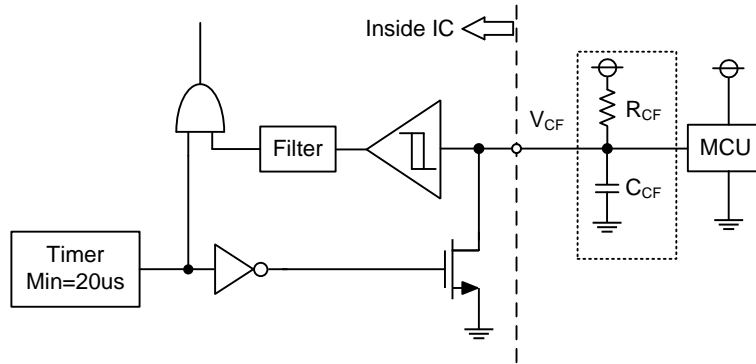 Inside IC
V_CF
R_CF
MCU
Filter
C_CF
Timer
Min=20us